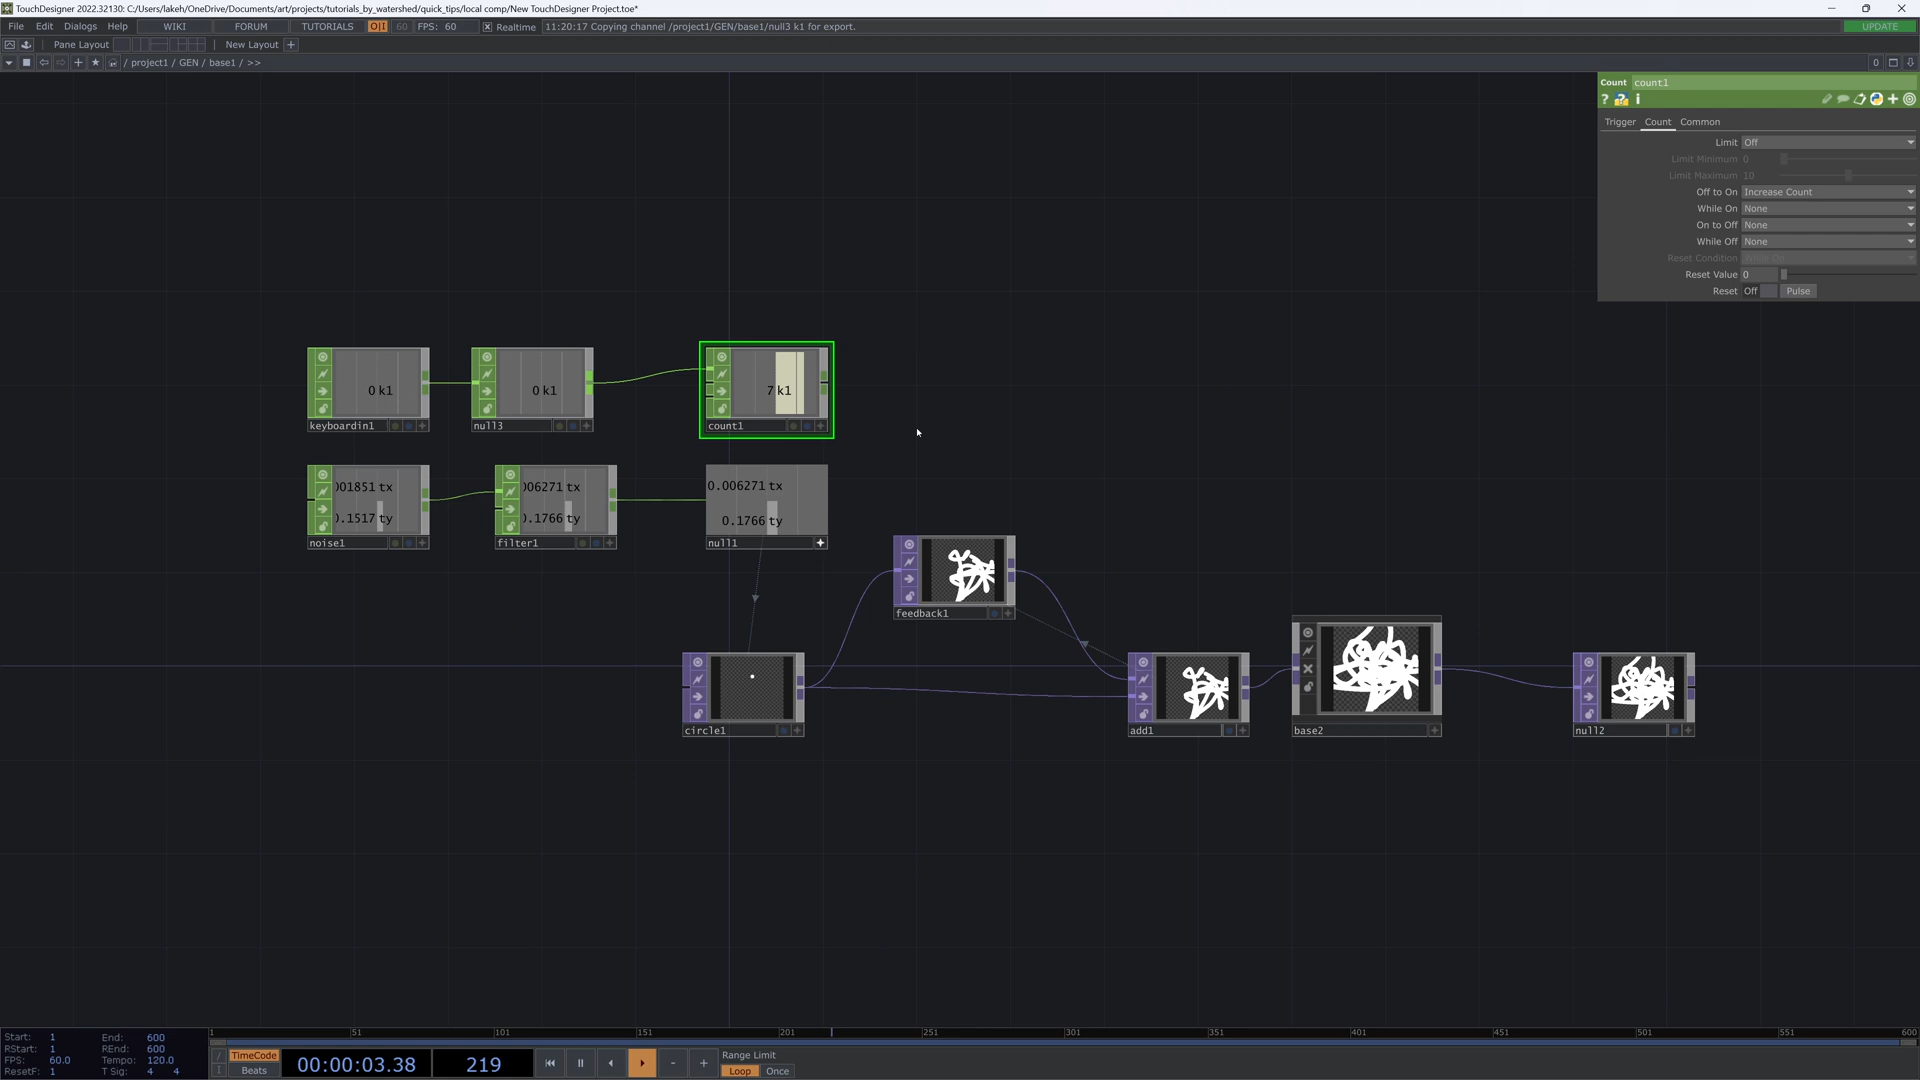 TouchDesigner 2022.32130: C:/Users/lakeh/OneDrive/Documents/art/projects/tutorials_by_watershed/quick_tips/local comp/New TouchDesigner Project.toe*
File Edit Dialogs Help WIKI FORUM TUTORIALS O|I 60 FPS: 60 Realtime 11:20:17 Copying channel /project1/GEN/base1/null3 k1 for export. UPDATE
Pane Layout New Layout +
/ project1 / GEN / base1 / >> 0
Count count1
? i
Trigger Count Common
Limit Off
Limit Minimum 0
Limit Maximum 10
Off to On Increase Count
While On None
On to Off None
While Off None
Reset Condition While On
Reset Value 0
Reset Off Pulse
0 k1
keyboardin1
0 k1
null3
7 k1
count1
001851 tx
0.1517 ty
noise1
006271 tx
0.1766 ty
filter1
0.006271 tx
0.1766 ty
null1
feedback1
circle1
add1
base2
null2
1 51 101 151 201 251 301 351 401 451 501 551 600
Start: 1 End: 600
RStart: 1 REnd: 600
FPS: 60.0 Tempo: 120.0
ResetF: 1 T Sig: 4 4
TimeCode
Beats
00:00:03.38
219
Range Limit
Loop Once